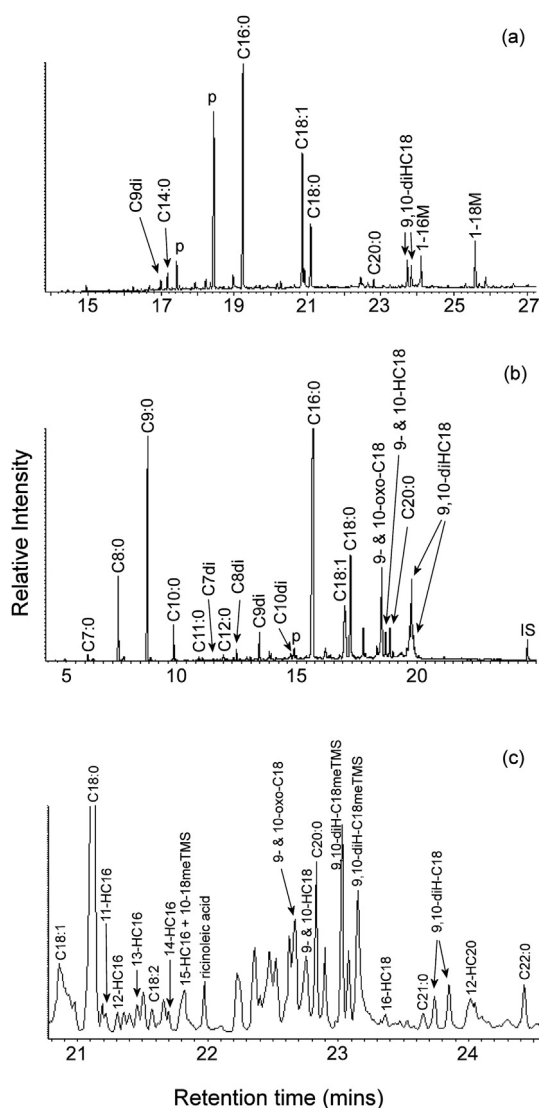 (a)
C9di
C14:0
p
p
C16:0
C18:1
C18:0
C20:0
9,10-diHC18
1-16M
1-18M
15 17 19 21 23 25 27
(b)
Relative Intensity
C7:0
C8:0
C9:0
C10:0
C11:0
C7di
C12:0
C8di
C9di
C10di
p
C16:0
C18:1
C18:0
9- & 10-oxo-C18
9- & 10-HC18
C20:0
9,10-diHC18
IS
5 10 15 20
(c)
C18:1
C18:0
11-HC16
12-HC16
13-HC16
C18:2
14-HC16
15-HC16 + 10-18meTMS
ricinoleic acid
9- & 10-oxo-C18
9- & 10-HC18
C20:0
9,10-diH-C18meTMS
9,10-diH-C18meTMS
16-HC18
C21:0
9,10-diH-C18
12-HC20
C22:0
21 22 23 24
Retention time (mins)